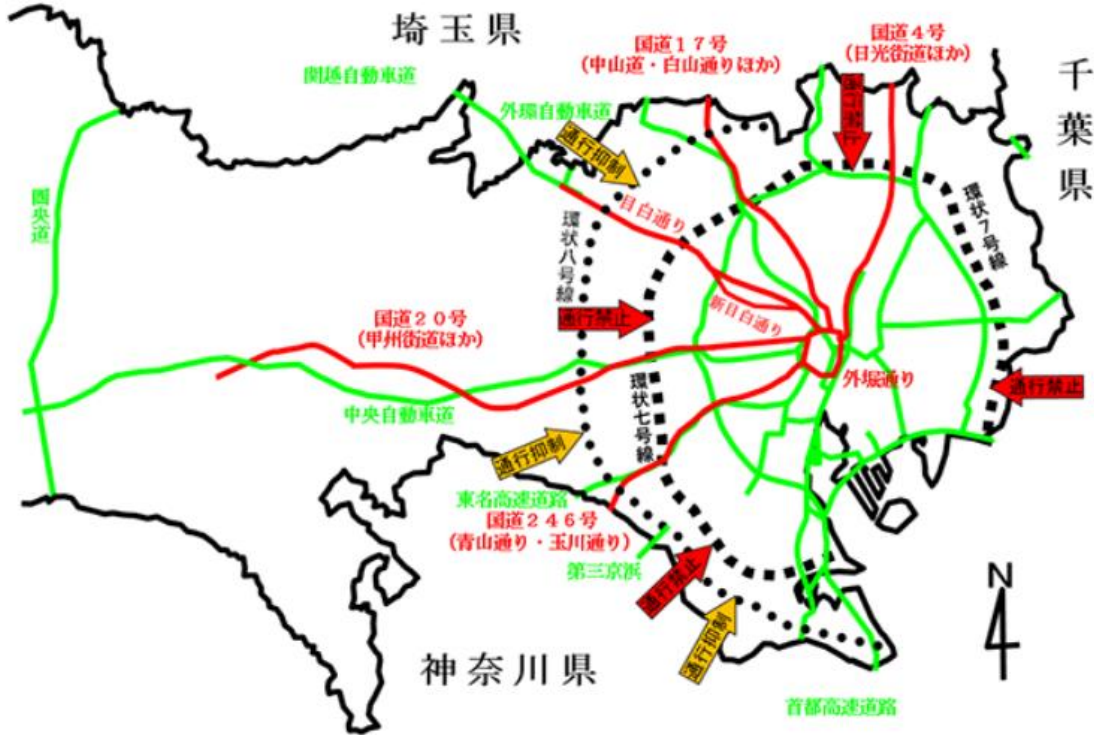 埼玉県
国道１７号
(中山道・白山通りほか)
国道４号
(日光街道ほか)
千葉県
関越自動車道
外環自動車道
通行抑制
通行禁止
圏央道
目白通り
環状７号線
環状八号線
通行禁止
新目白通り
国道２０号
(甲州街道ほか)
外堀通り
通行禁止
環状七号線
中央自動車道
通行抑制
東名高速道路
国道２４６号
(青山通り・玉川通り)
第三京浜
通行禁止
通行抑制
N
神奈川県
首都高速道路